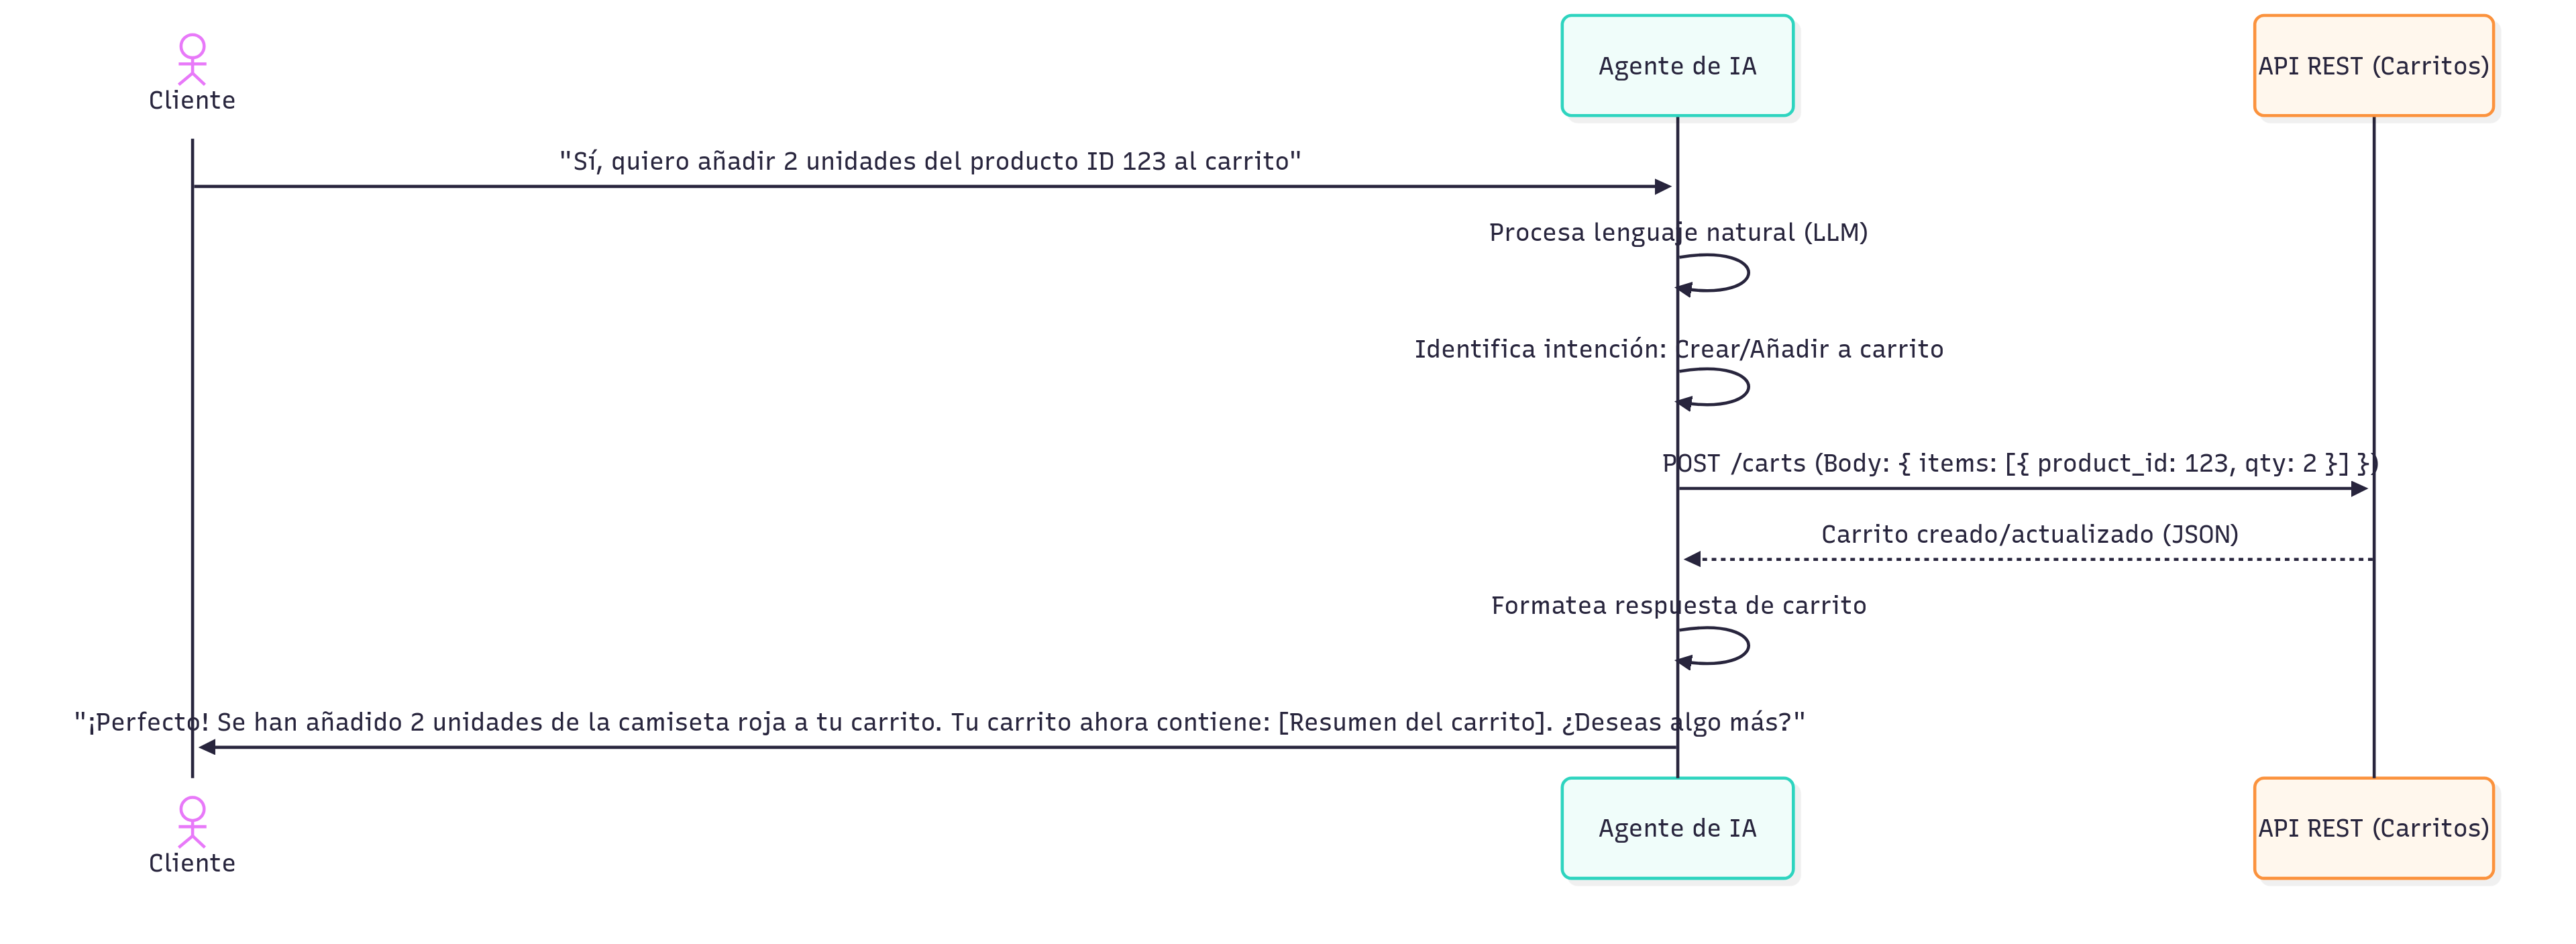 Cliente
Agente de IA
API REST (Carritos)
"Sí, quiero añadir 2 unidades del producto ID 123 al carrito"
Procesa lenguaje natural (LLM)
Identifica intención: Crear/Añadir a carrito
POST /carts (Body: { items: [{ product_id: 123, qty: 2 }] })
Carrito creado/actualizado (JSON)
Formatea respuesta de carrito
"¡Perfecto! Se han añadido 2 unidades de la camiseta roja a tu carrito. Tu carrito ahora contiene: [Resumen del carrito]. ¿Deseas algo más?"
Cliente
Agente de IA
API REST (Carritos)